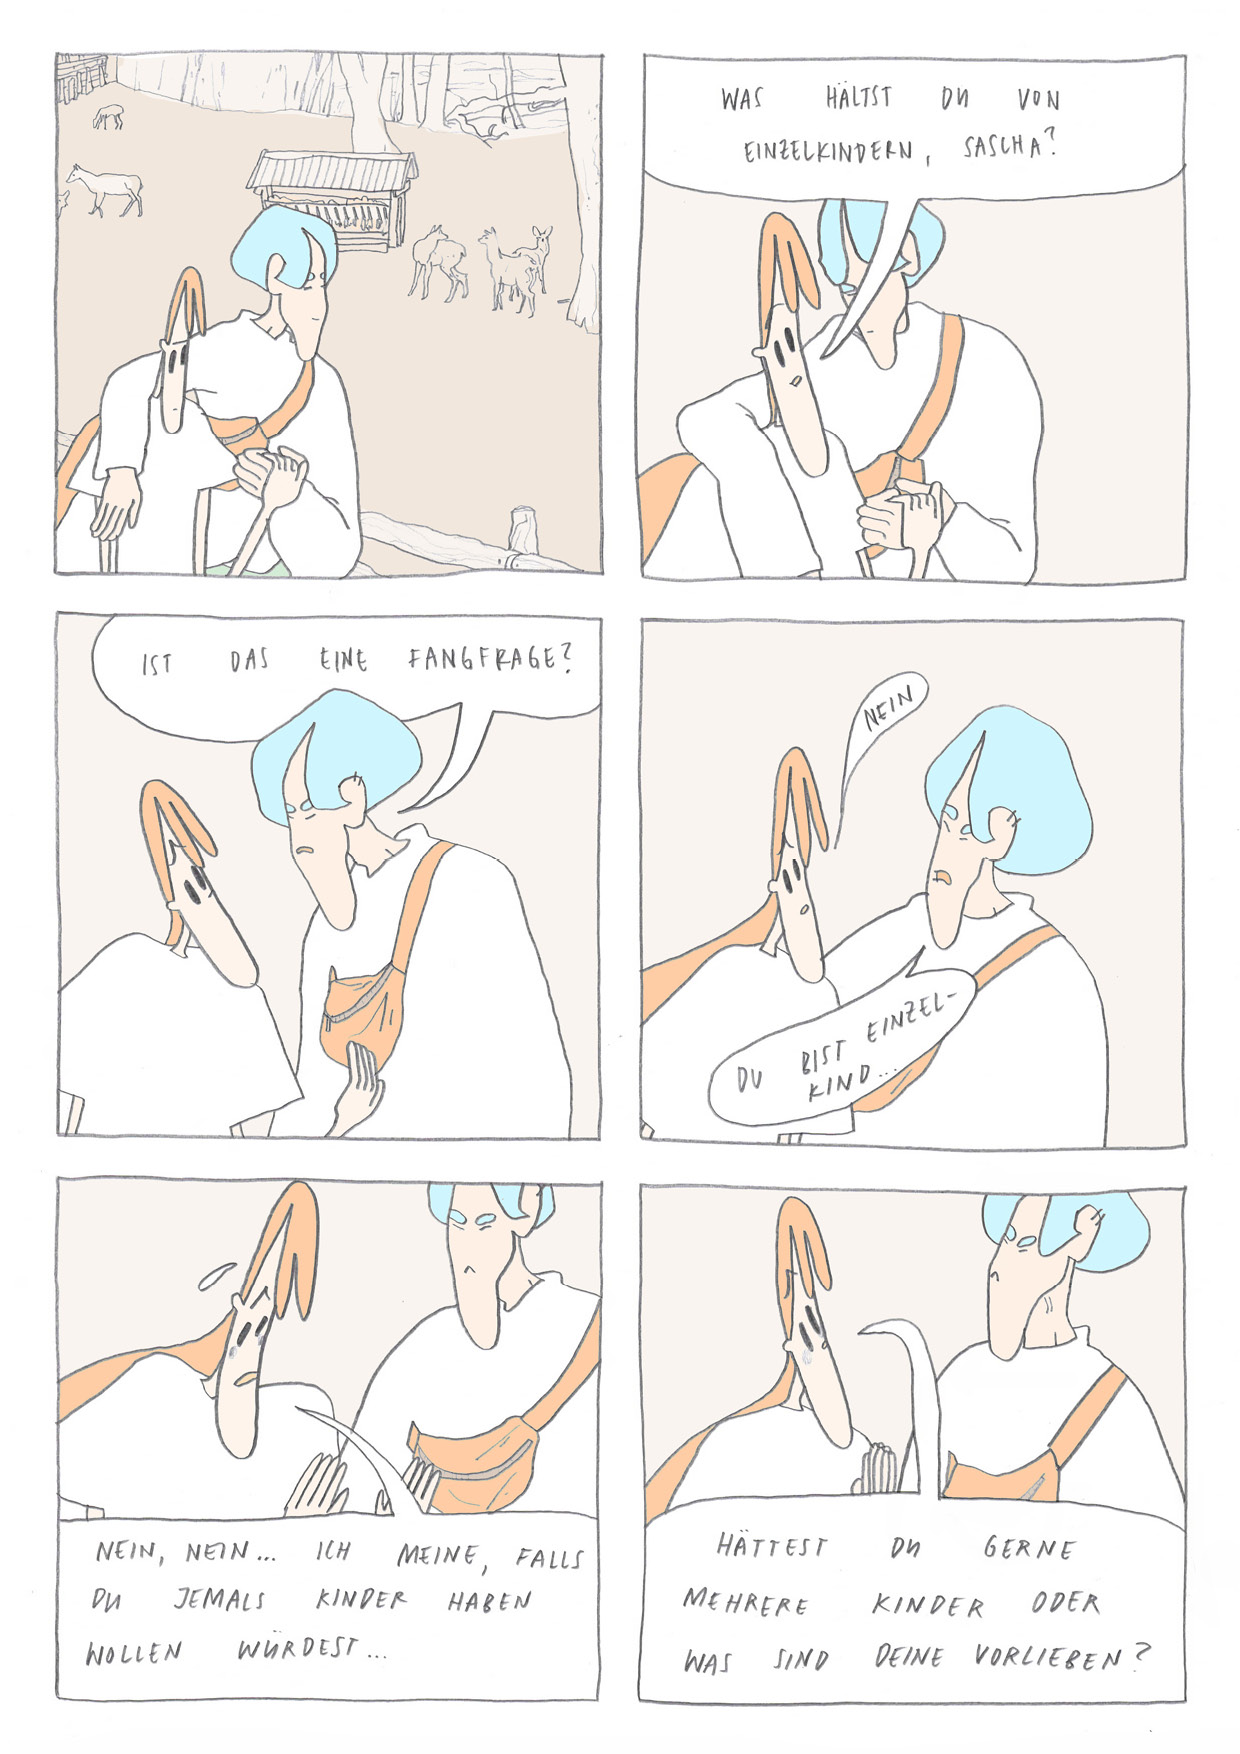 WAS HÄLTST DU VON
EINZELKINDERN, SASCHA?
IST DAS EINE FANGFRAGE?
NEIN
DU BIST EINZEL-
KIND...
NEIN, NEIN... ICH MEINE, FALLS
DU JEMALS KINDER HABEN
WOLLEN WÜRDEST...
HÄTTEST DU GERNE
MEHRERE KINDER ODER
WAS SIND DEINE VORLIEBEN?